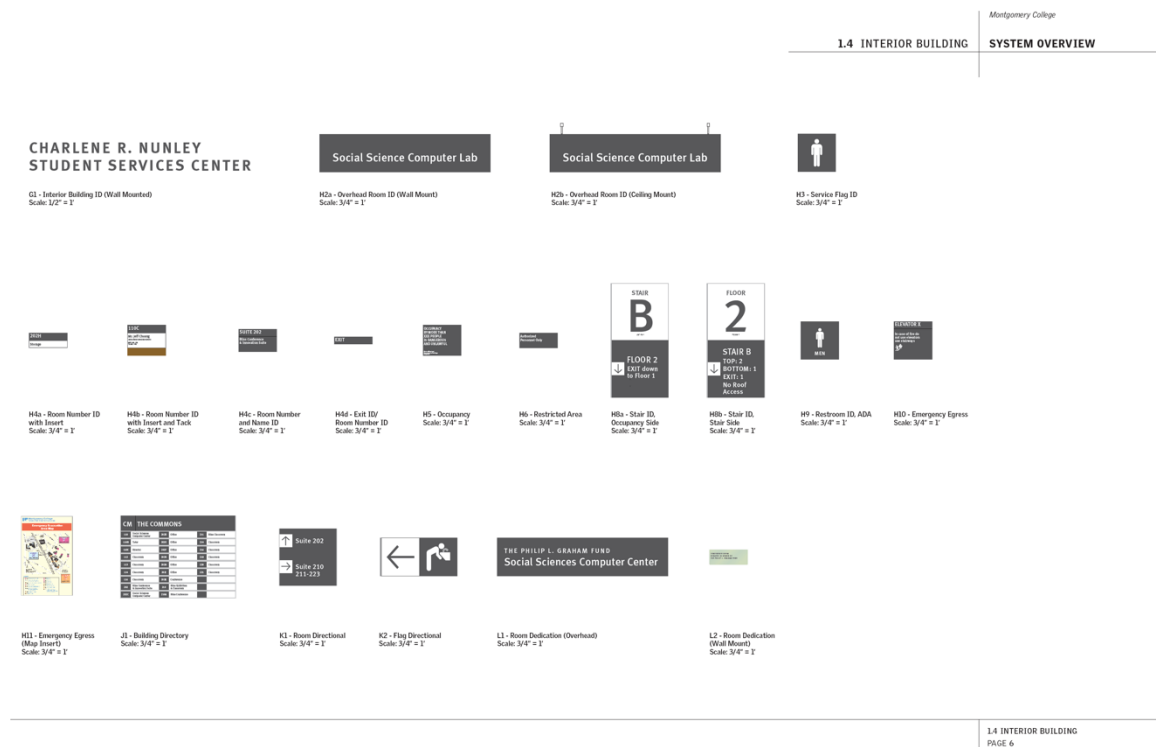 Montgomery College
1.4 INTERIOR BUILDING
SYSTEM OVERVIEW
CHARLENE R. NUNLEY
STUDENT SERVICES CENTER
Social Science Computer Lab
Social Science Computer Lab
G1 - Interior Building ID (Wall Mounted)
Scale: 1/2" = 1'
H2a - Overhead Room ID (Wall Mount)
Scale: 3/4" = 1'
H2b - Overhead Room ID (Ceiling Mount)
Scale: 3/4" = 1'
H3 - Service Flag ID
Scale: 3/4" = 1'
202H
Storage
110C
SUITE 202
EXIT
STAIR
B
FLOOR 2
EXIT down
to Floor 1
FLOOR
2
STAIR B
TOP: 2
BOTTOM: 1
EXIT: 1
No Roof
Access
MEN
ELEVATOR X
H4a - Room Number ID
with Insert
Scale: 3/4" = 1'
H4b - Room Number ID
with Insert and Tack
Scale: 3/4" = 1'
H4c - Room Number
and Name ID
Scale: 3/4" = 1'
H4d - Exit ID/
Room Number ID
Scale: 3/4" = 1'
H5 - Occupancy
Scale: 3/4" = 1'
H6 - Restricted Area
Scale: 3/4" = 1'
H8a - Stair ID,
Occupancy Side
Scale: 3/4" = 1'
H8b - Stair ID,
Stair Side
Scale: 3/4" = 1'
H9 - Restroom ID, ADA
Scale: 3/4" = 1'
H10 - Emergency Egress
Scale: 3/4" = 1'
CM THE COMMONS
Suite 202
Suite 210
211-223
THE PHILIP L. GRAHAM FUND
Social Sciences Computer Center
H11 - Emergency Egress
(Map Insert)
Scale: 3/4" = 1'
J1 - Building Directory
Scale: 3/4" = 1'
K1 - Room Directional
Scale: 3/4" = 1'
K2 - Flag Directional
Scale: 3/4" = 1'
L1 - Room Dedication (Overhead)
Scale: 3/4" = 1'
L2 - Room Dedication
(Wall Mount)
Scale: 3/4" = 1'
1.4 INTERIOR BUILDING
PAGE 6